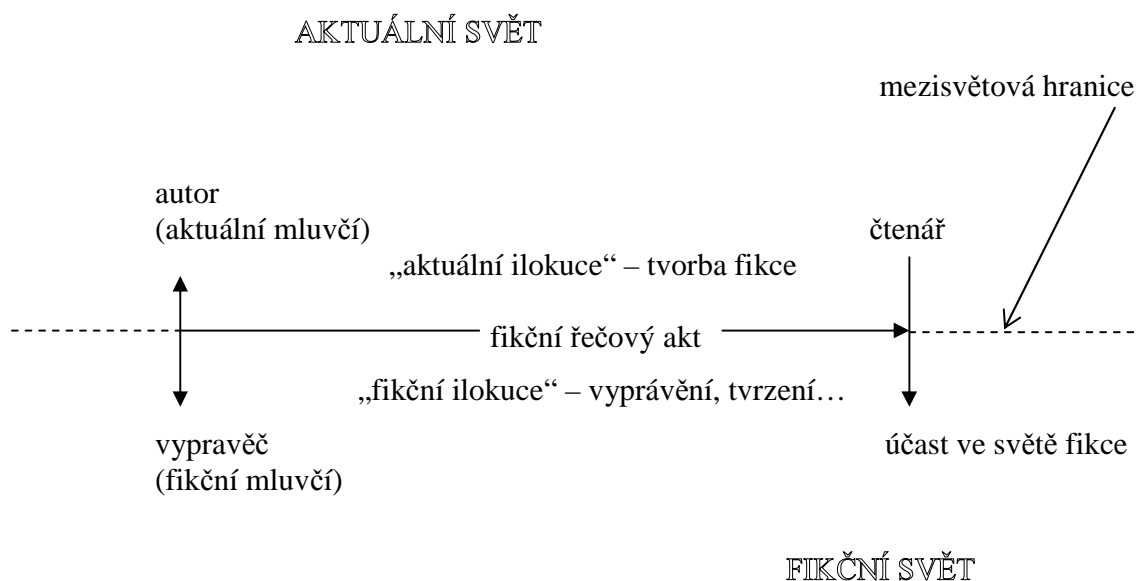 AKTUÁLNÍ SVĚT
mezisvětová hranice
autor
(aktuální mluvčí)
čtenář
„aktuální ilokuce“ – tvorba fikce
fikční řečový akt
„fikční ilokuce“ – vyprávění, tvrzení…
vypravěč
(fikční mluvčí)
účast ve světě fikce
FIKČNÍ SVĚT